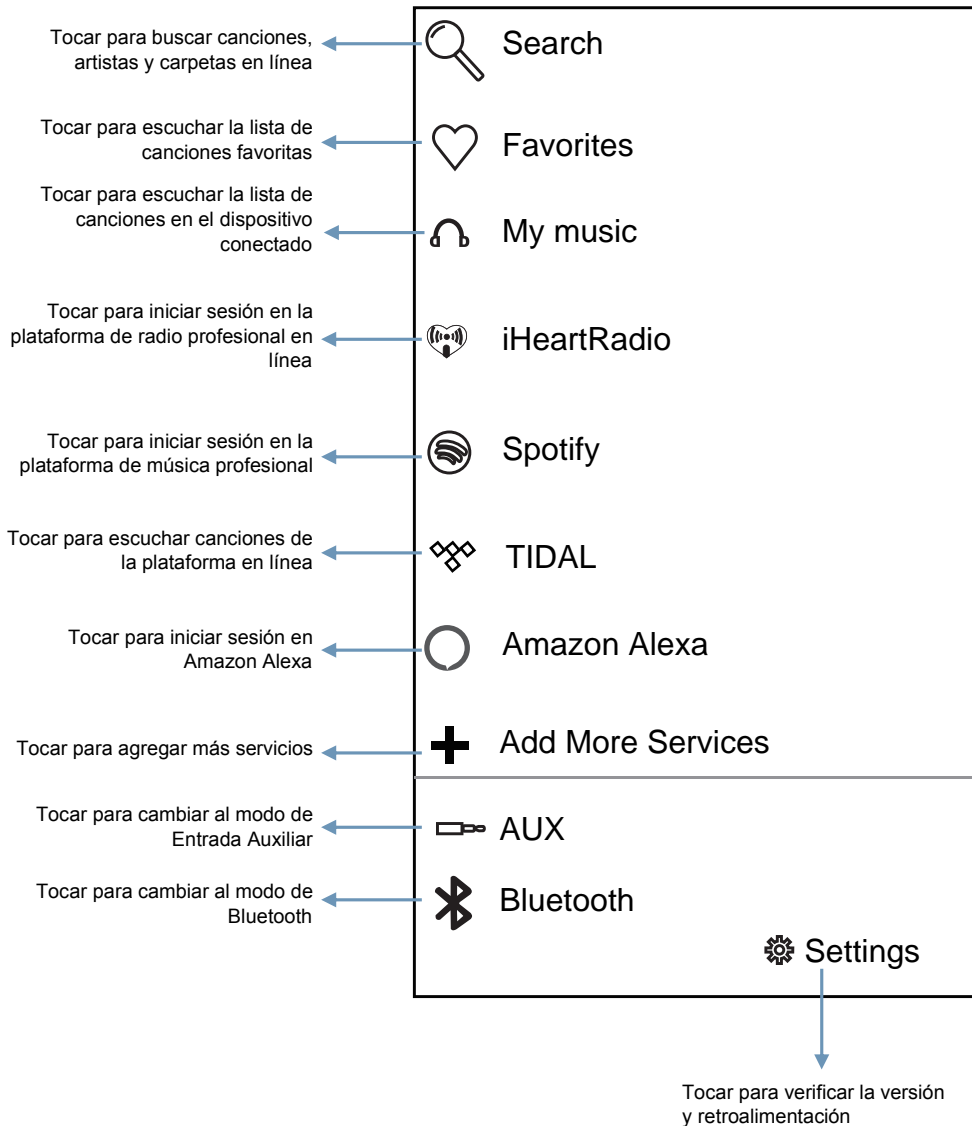 Tocar para buscar canciones,
artistas y carpetas en línea
Search
Tocar para escuchar la lista de
canciones favoritas
Favorites
Tocar para escuchar la lista de
canciones en el dispositivo
conectado
My music
Tocar para iniciar sesión en la
plataforma de radio profesional en
línea
iHeartRadio
Tocar para iniciar sesión en la
plataforma de música profesional
Spotify
Tocar para escuchar canciones de
la plataforma en línea
TIDAL
Tocar para iniciar sesión en
Amazon Alexa
Amazon Alexa
Tocar para agregar más servicios
Add More Services
Tocar para cambiar al modo de
Entrada Auxiliar
AUX
Tocar para cambiar al modo de
Bluetooth
Bluetooth
Settings
Tocar para verificar la versión
y retroalimentación